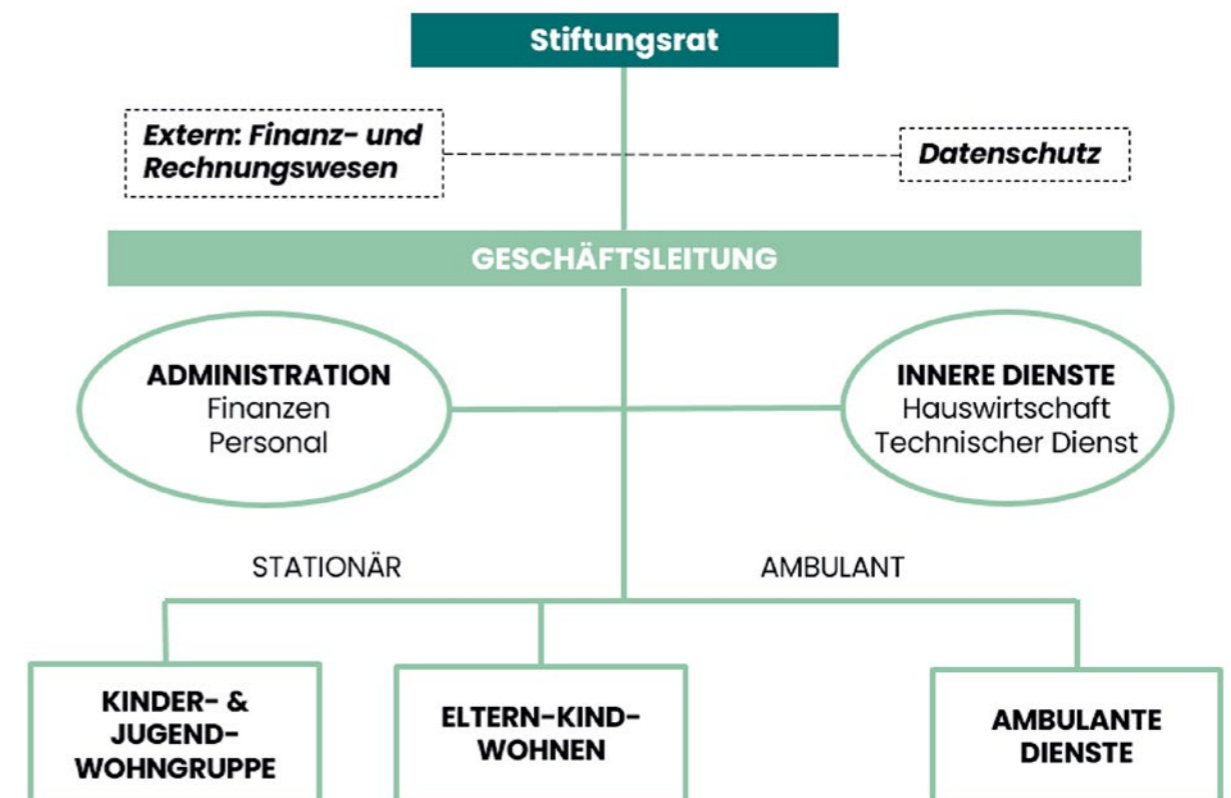 Stiftungsrat
Extern: Finanz- und
Rechnungswesen
Datenschutz
GESCHÄFTSLEITUNG
ADMINISTRATION
Finanzen
Personal
INNERE DIENSTE
Hauswirtschaft
Technischer Dienst
STATIONÄR
AMBULANT
KINDER- &
JUGEND-
WOHNGRUPPE
ELTERN-KIND-
WOHNEN
AMBULANTE
DIENSTE